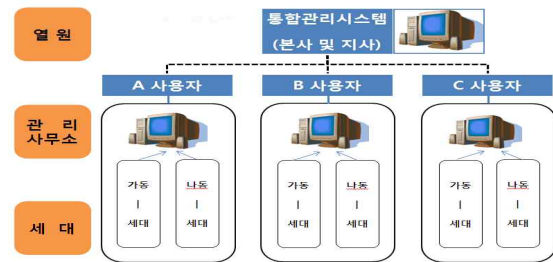 열 원
통합관리시스템
(본사 및 지사)
A 사용자
B 사용자
C 사용자
관 리
사무소
가동
ㅣ
세대
나동
ㅣ
세대
가동
ㅣ
세대
나동
ㅣ
세대
가동
ㅣ
세대
나동
ㅣ
세대
세 대